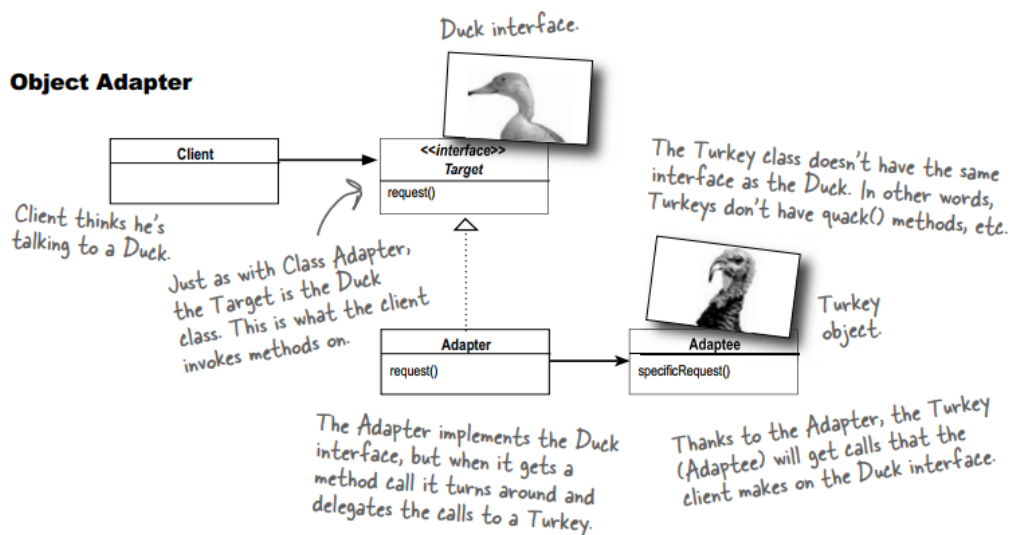 Duck interface.
Object Adapter
Client
<<interface>>
Target
request()
The Turkey class doesn't have the same
interface as the Duck. In other words,
Turkeys don't have quack() methods, etc.
Client thinks he's
talking to a Duck.
Just as with Class Adapter,
the Target is the Duck
class. This is what the client
invokes methods on.
Turkey
object.
Adapter
request()
Adaptee
specificRequest()
The Adapter implements the Duck
interface, but when it gets a
method call it turns around and
delegates the calls to a Turkey.
Thanks to the Adapter, the Turkey
(Adaptee) will get calls that the
client makes on the Duck interface.